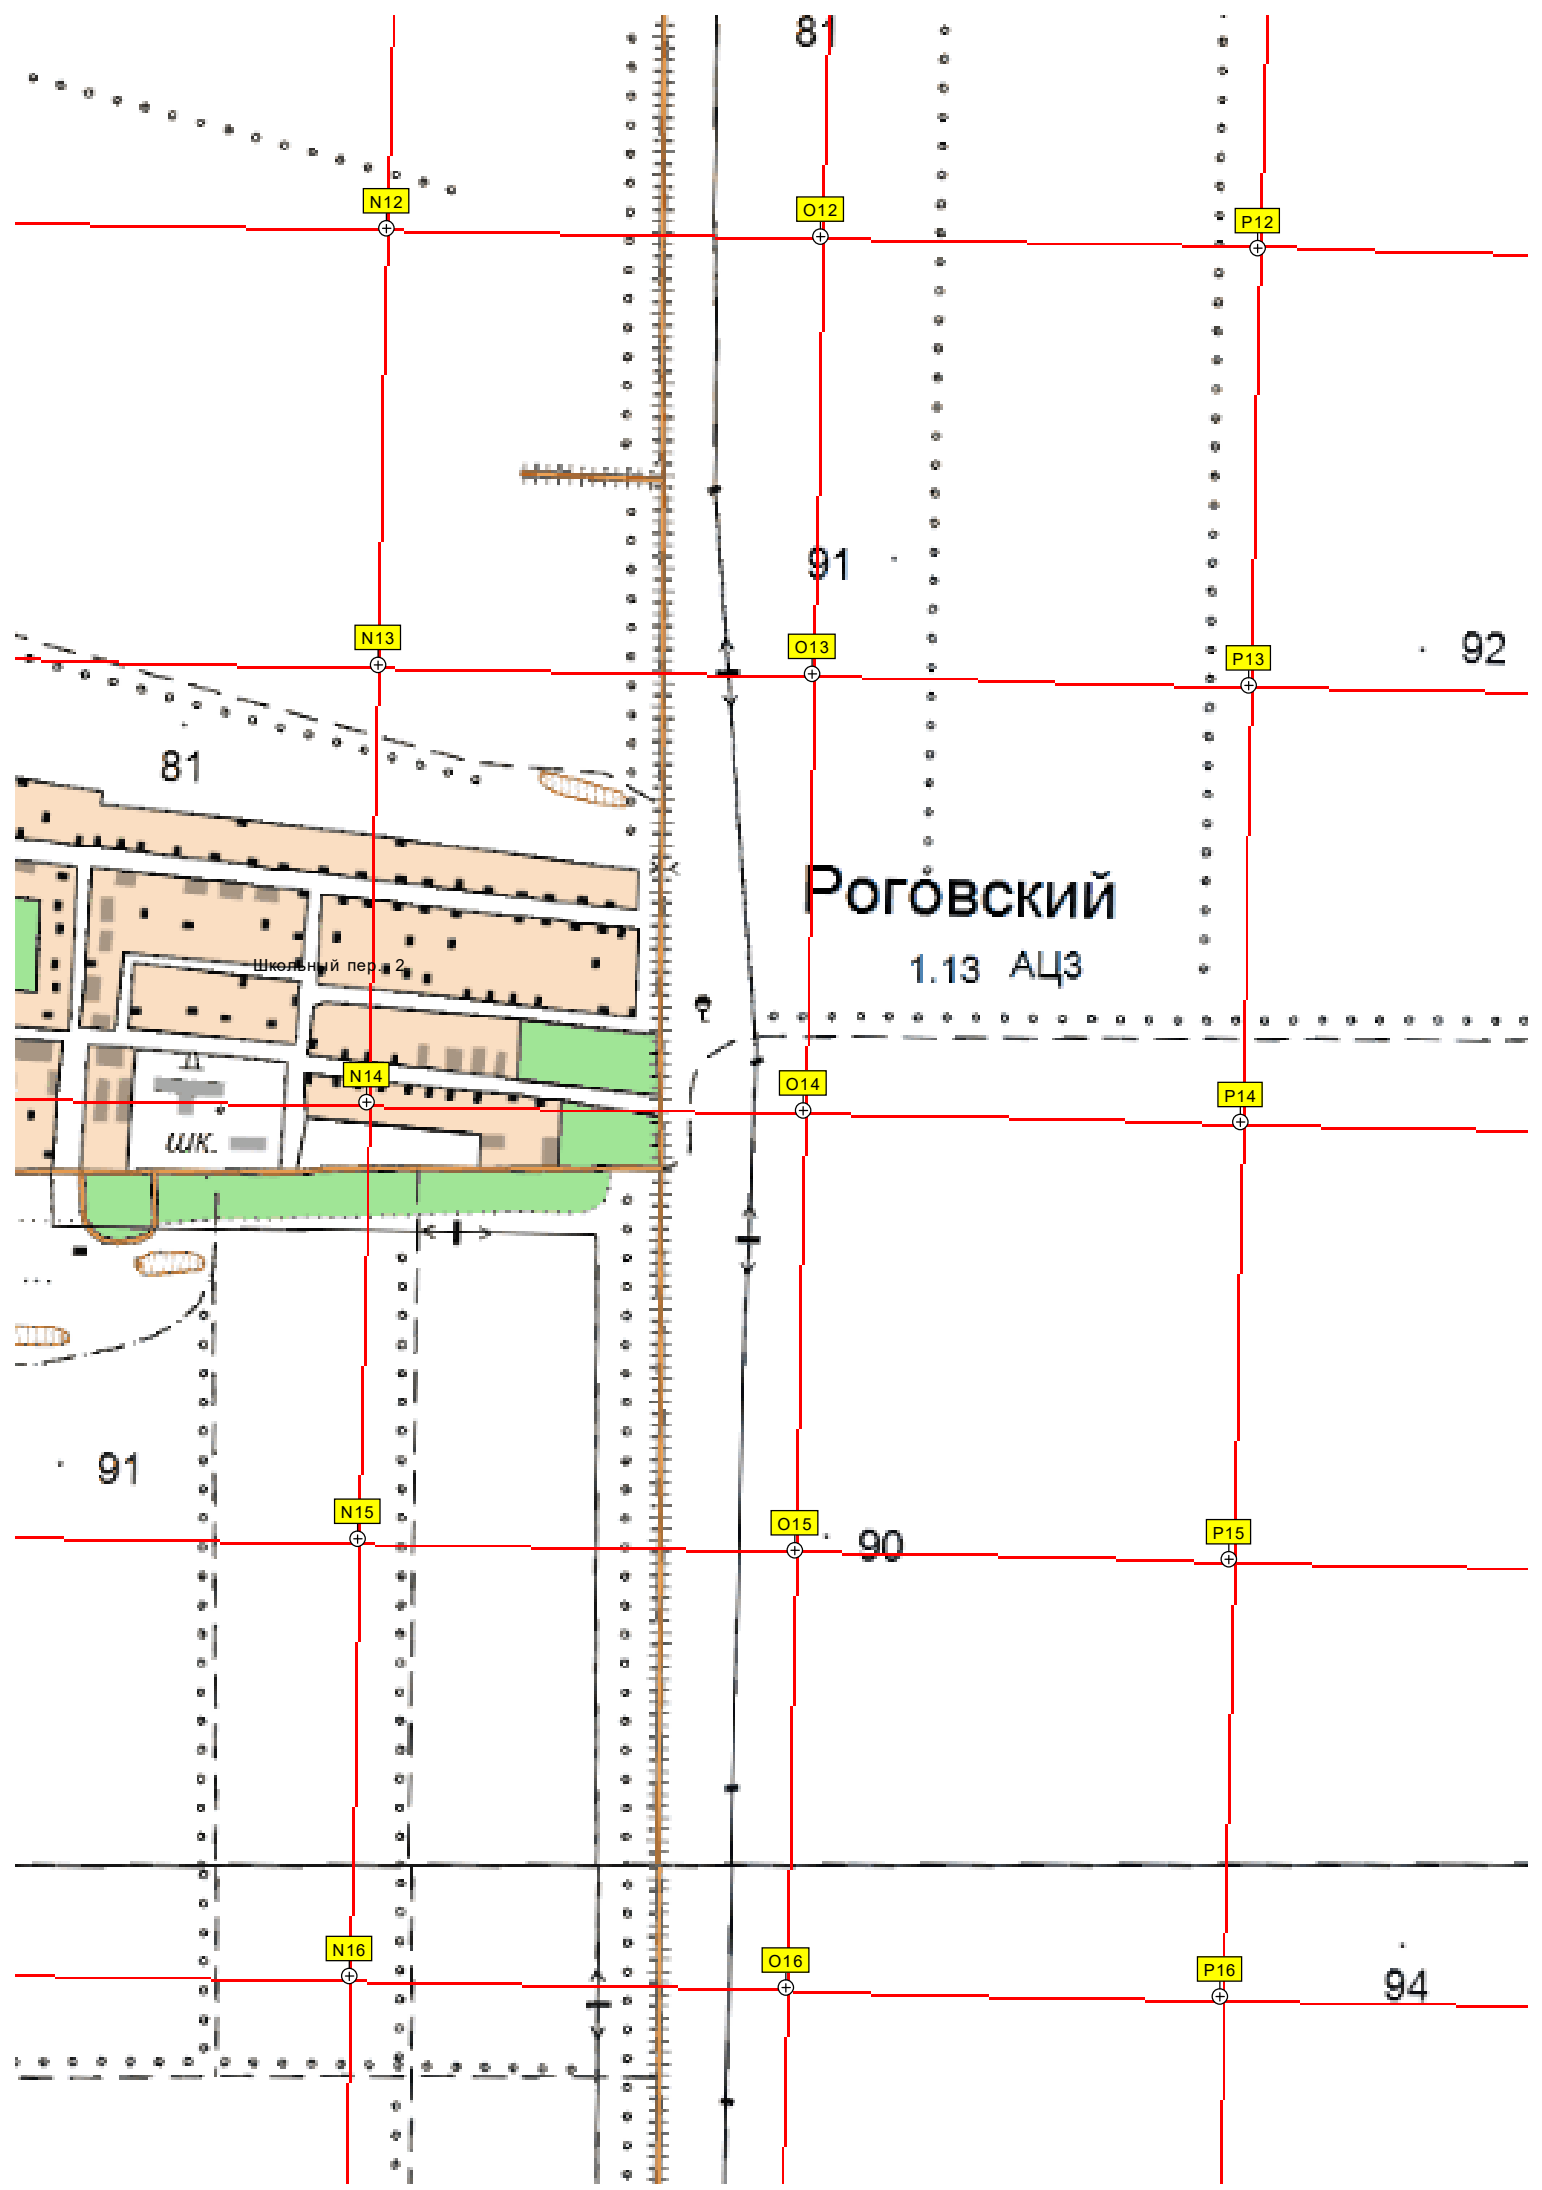 81
N12
O12
P12
91
N13
O13
P13
92
81
Роговский
Школьный пер. 2
1.13 АЦЗ
N14
O14
P14
шк.
91
N15
O15
P15
90
N16
O16
P16
94